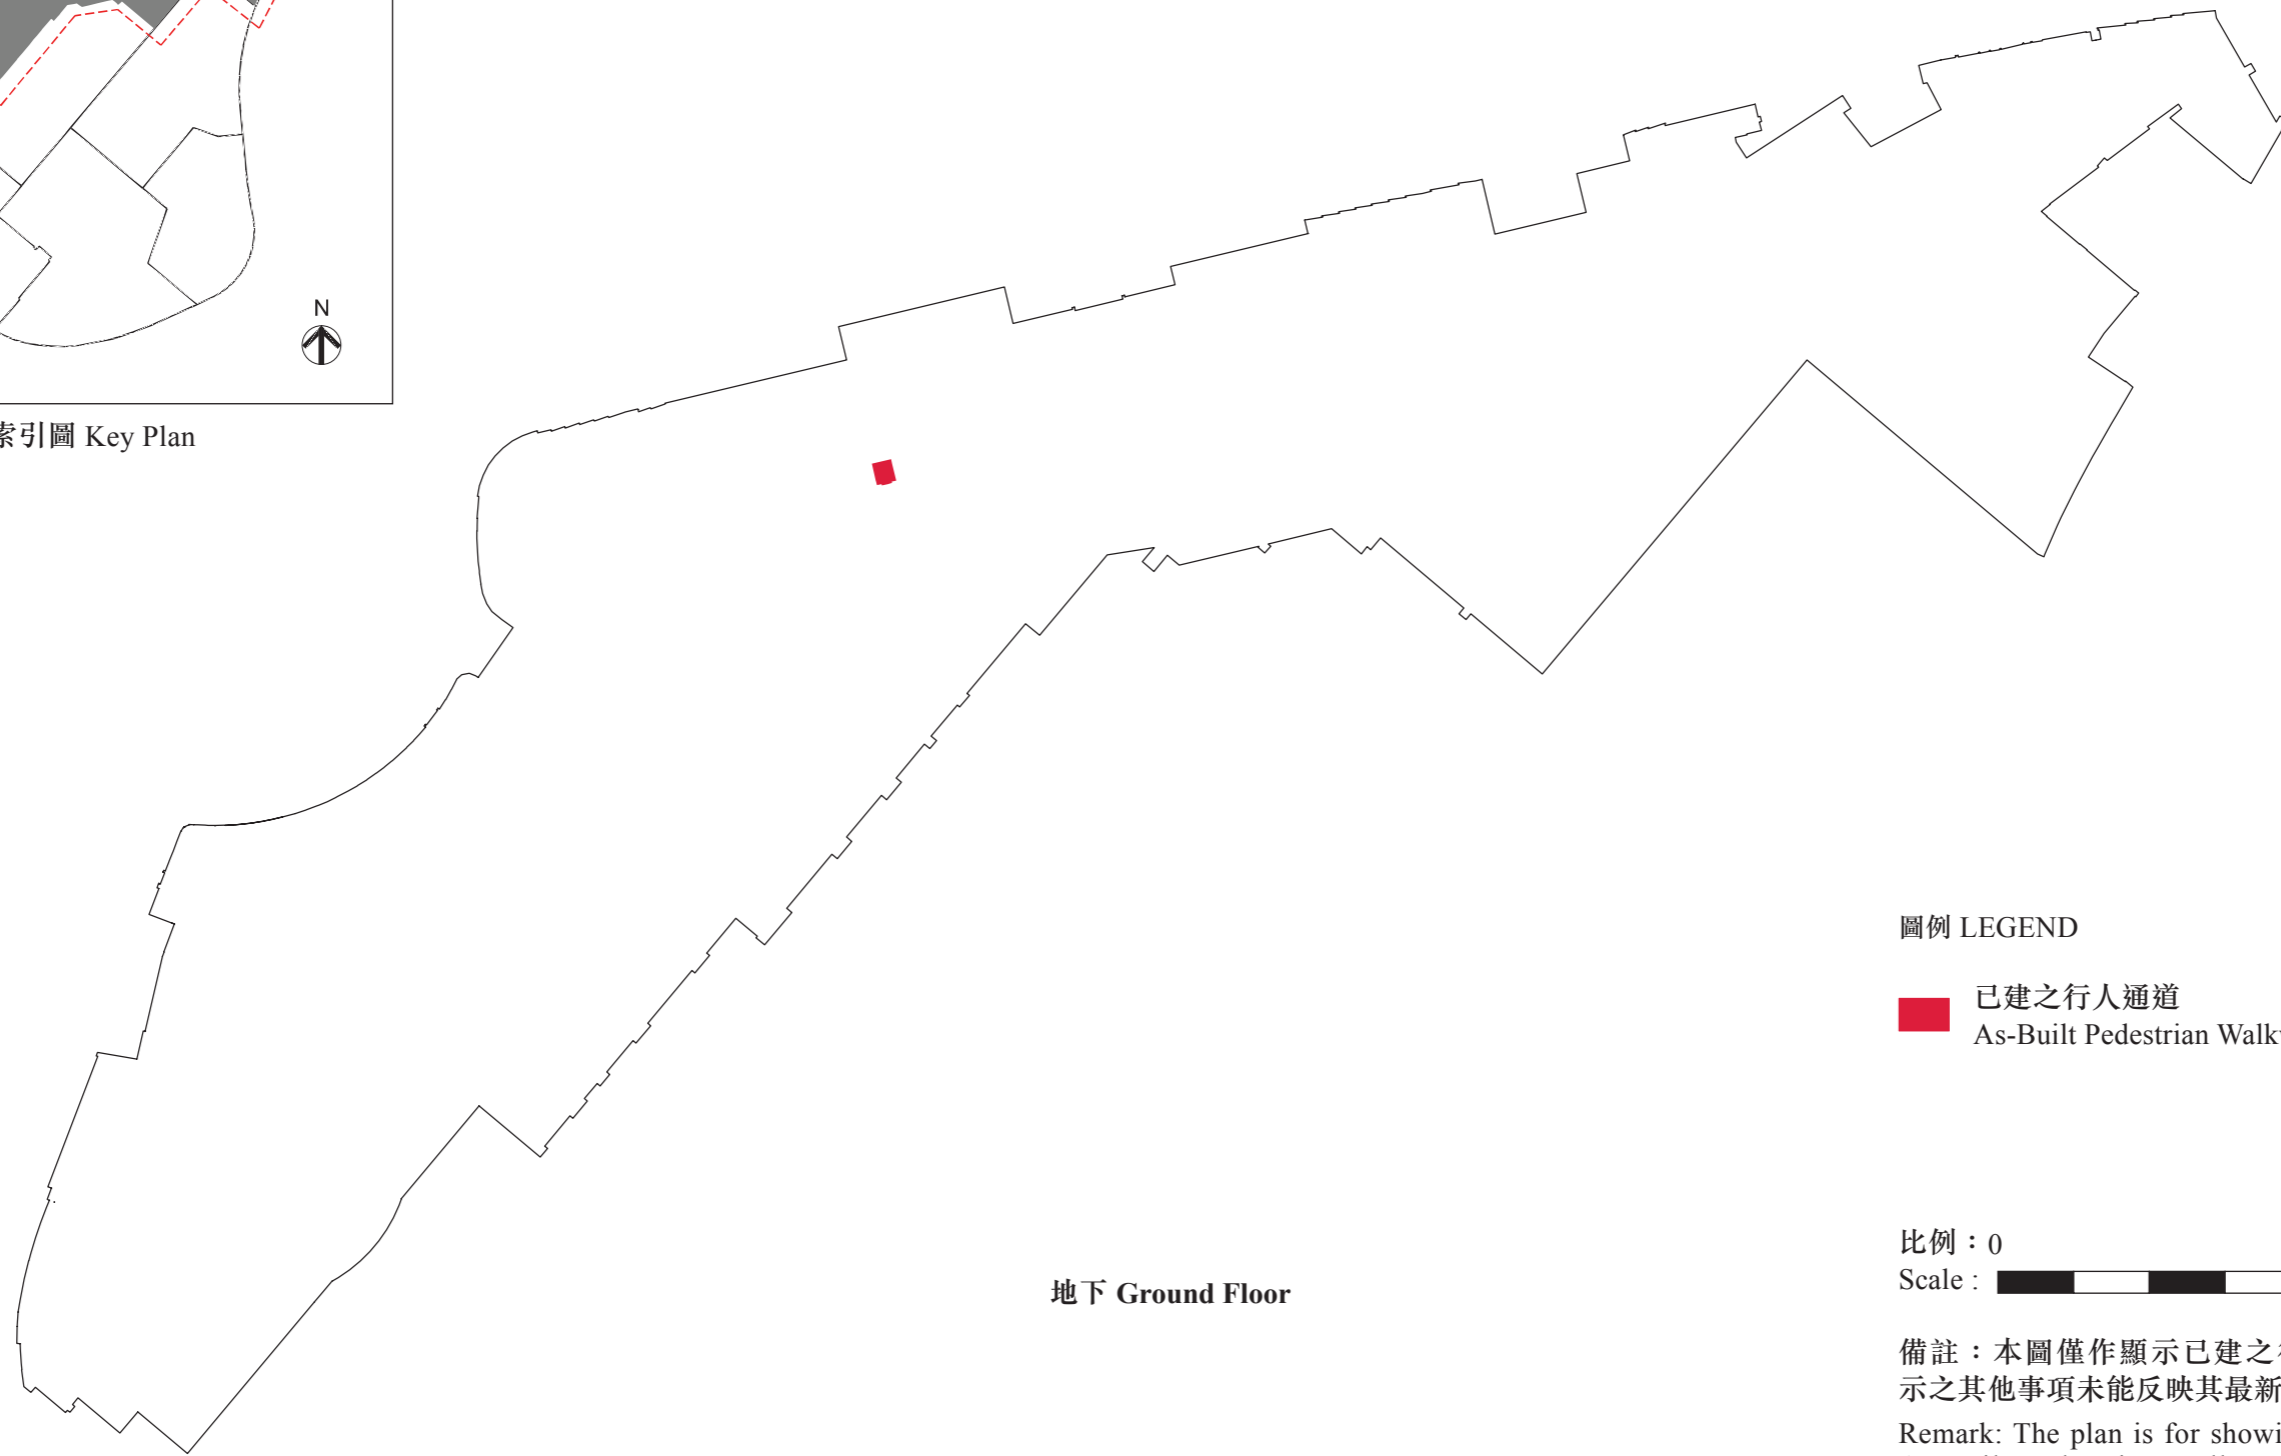 N
索引圖 Key Plan
圖例 LEGEND
已建之行人通道
As-Built Pedestrian
比例：0
Scale :
地下 Ground Floor
備註：本圖僅作顯示已建之
示之其他事項未能反映其最新
Remark: The plan is for